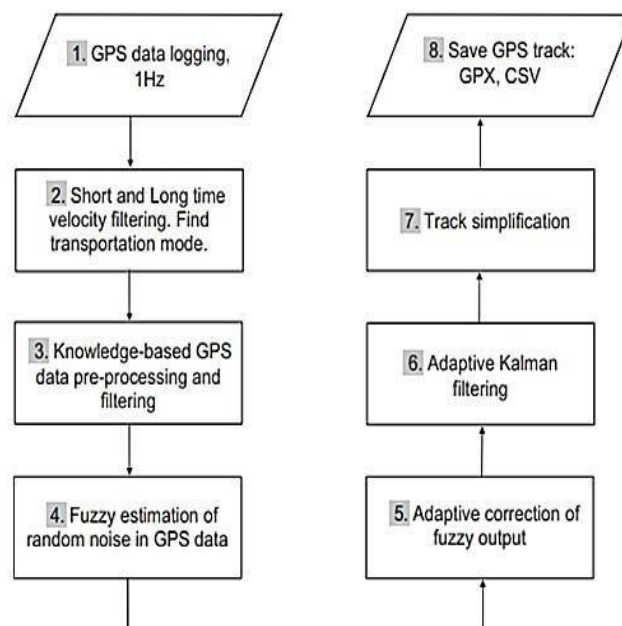 1. GPS data logging,
1Hz
2. Short and Long time
velocity filtering. Find
transportation mode.
3. Knowledge-based GPS
data pre-processing and
filtering
4. Fuzzy estimation of
random noise in GPS data
5. Adaptive correction of
fuzzy output
6. Adaptive Kalman
filtering
7. Track simplification
8. Save GPS track:
GPX, CSV